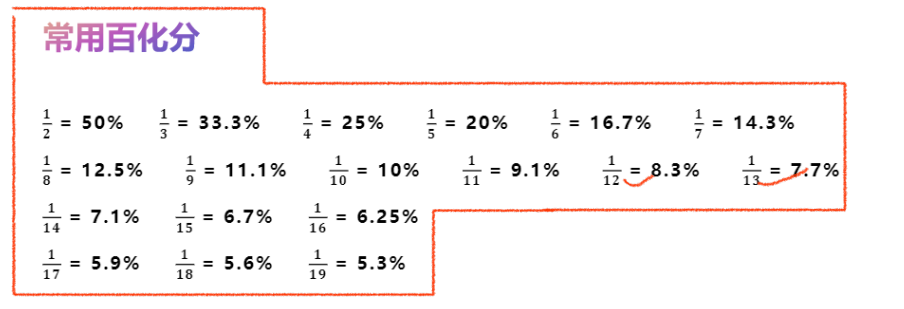 常用百化分
1/2 = 50% 1/3 = 33.3% 1/4 = 25% 1/5 = 20% 1/6 = 16.7% 1/7 = 14.3%
1/8 = 12.5% 1/9 = 11.1% 1/10 = 10% 1/11 = 9.1% 1/12 = 8.3% 1/13 = 7.7%
1/14 = 7.1% 1/15 = 6.7% 1/16 = 6.25%
1/17 = 5.9% 1/18 = 5.6% 1/19 = 5.3%